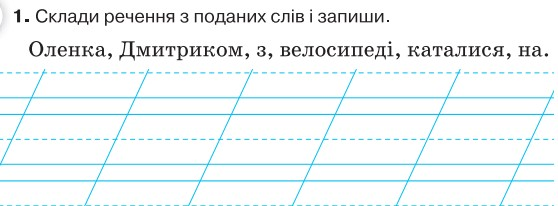 1. Склади речення з поданих слів і запиши.
Оленка, Дмитриком, з, велосипеді, каталися, на.